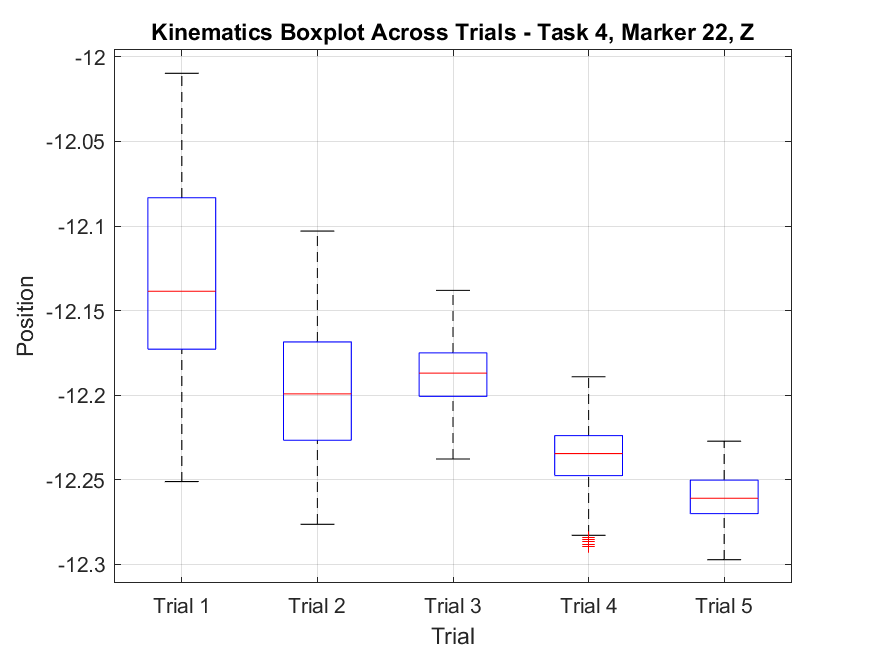 Kinematics Boxplot Across Trials - Task 4, Marker 22, Z
-12
-12.05
-12.1
-12.15
-12.2
-12.25
-12.3
Position
Trial 1 Trial 2 Trial 3 Trial 4 Trial 5
Trial